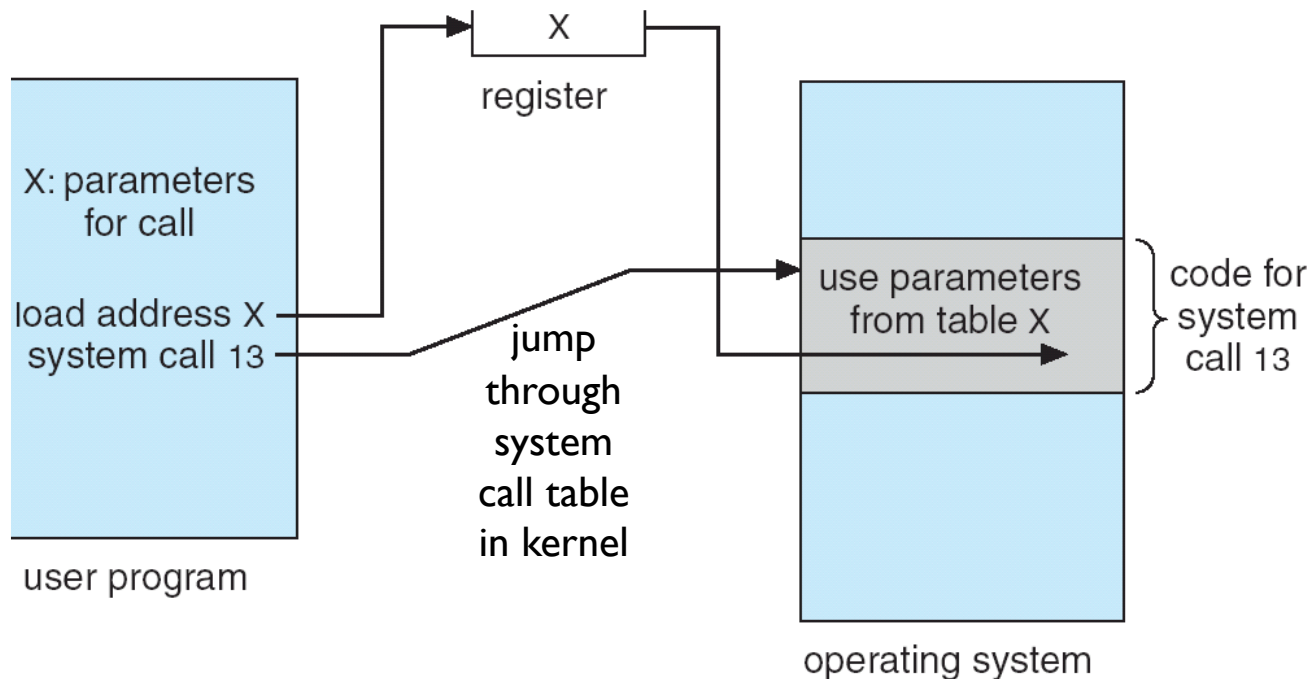 X
register
X: parameters
for call
load address X
system call 13
jump
through
system
call table
in kernel
use parameters
from table X
code for
system
call 13
user program
operating system